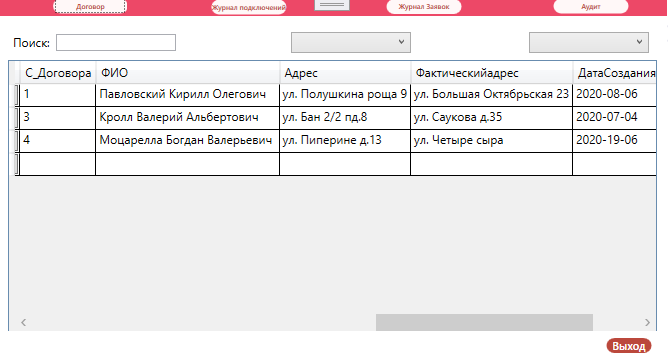 Договор Журнал подключений Журнал Заявок Аудит
Поиск:
С_Договора ФИО Адрес Фактическийадрес ДатаСоздания
1 Павловский Кирилл Олегович ул. Полушкина роща 9 ул. Большая Октябрьская 23 2020-08-06
3 Кролл Валерий Альбертович ул. Бан 2/2 пд.8 ул. Саукова д.35 2020-07-04
4 Моцарелла Богдан Валерьевич ул. Пиперине д.13 ул. Четыре сыра 2020-19-06
Выход